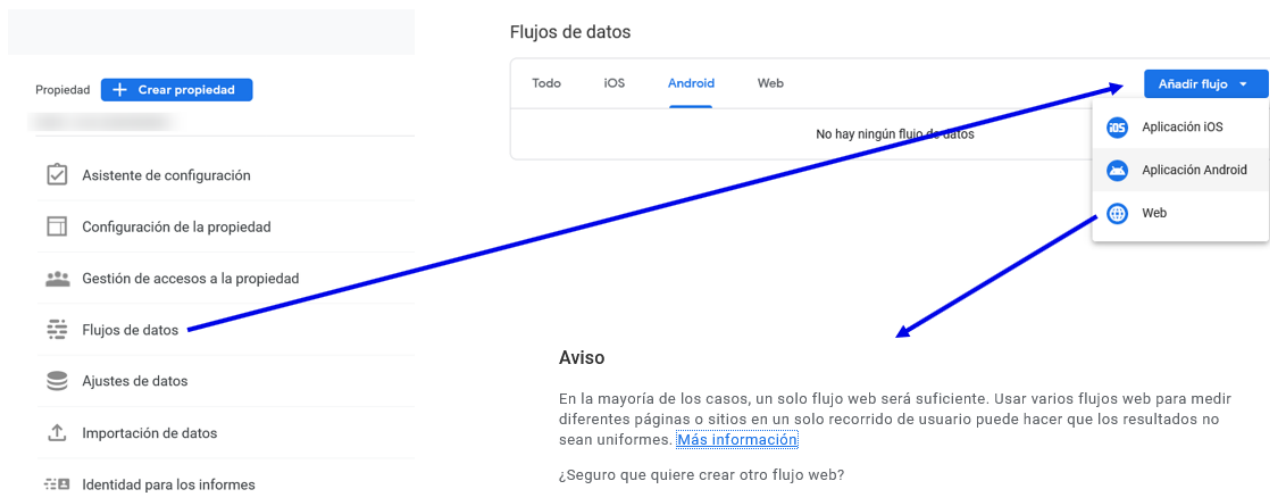 Propiedad + Crear propiedad
Asistente de configuración
Configuración de la propiedad
Gestión de accesos a la propiedad
Flujos de datos
Ajustes de datos
Importación de datos
Identidad para los informes
Flujos de datos
Todo iOS Android Web
Añadir flujo
No hay ningún flujo de datos
iOS Aplicación iOS
Aplicación Android
Web
Aviso
En la mayoría de los casos, un solo flujo web será suficiente. Usar varios flujos web para medir
diferentes páginas o sitios en un solo recorrido de usuario puede hacer que los resultados no
sean uniformes. Más información
¿Seguro que quiere crear otro flujo web?